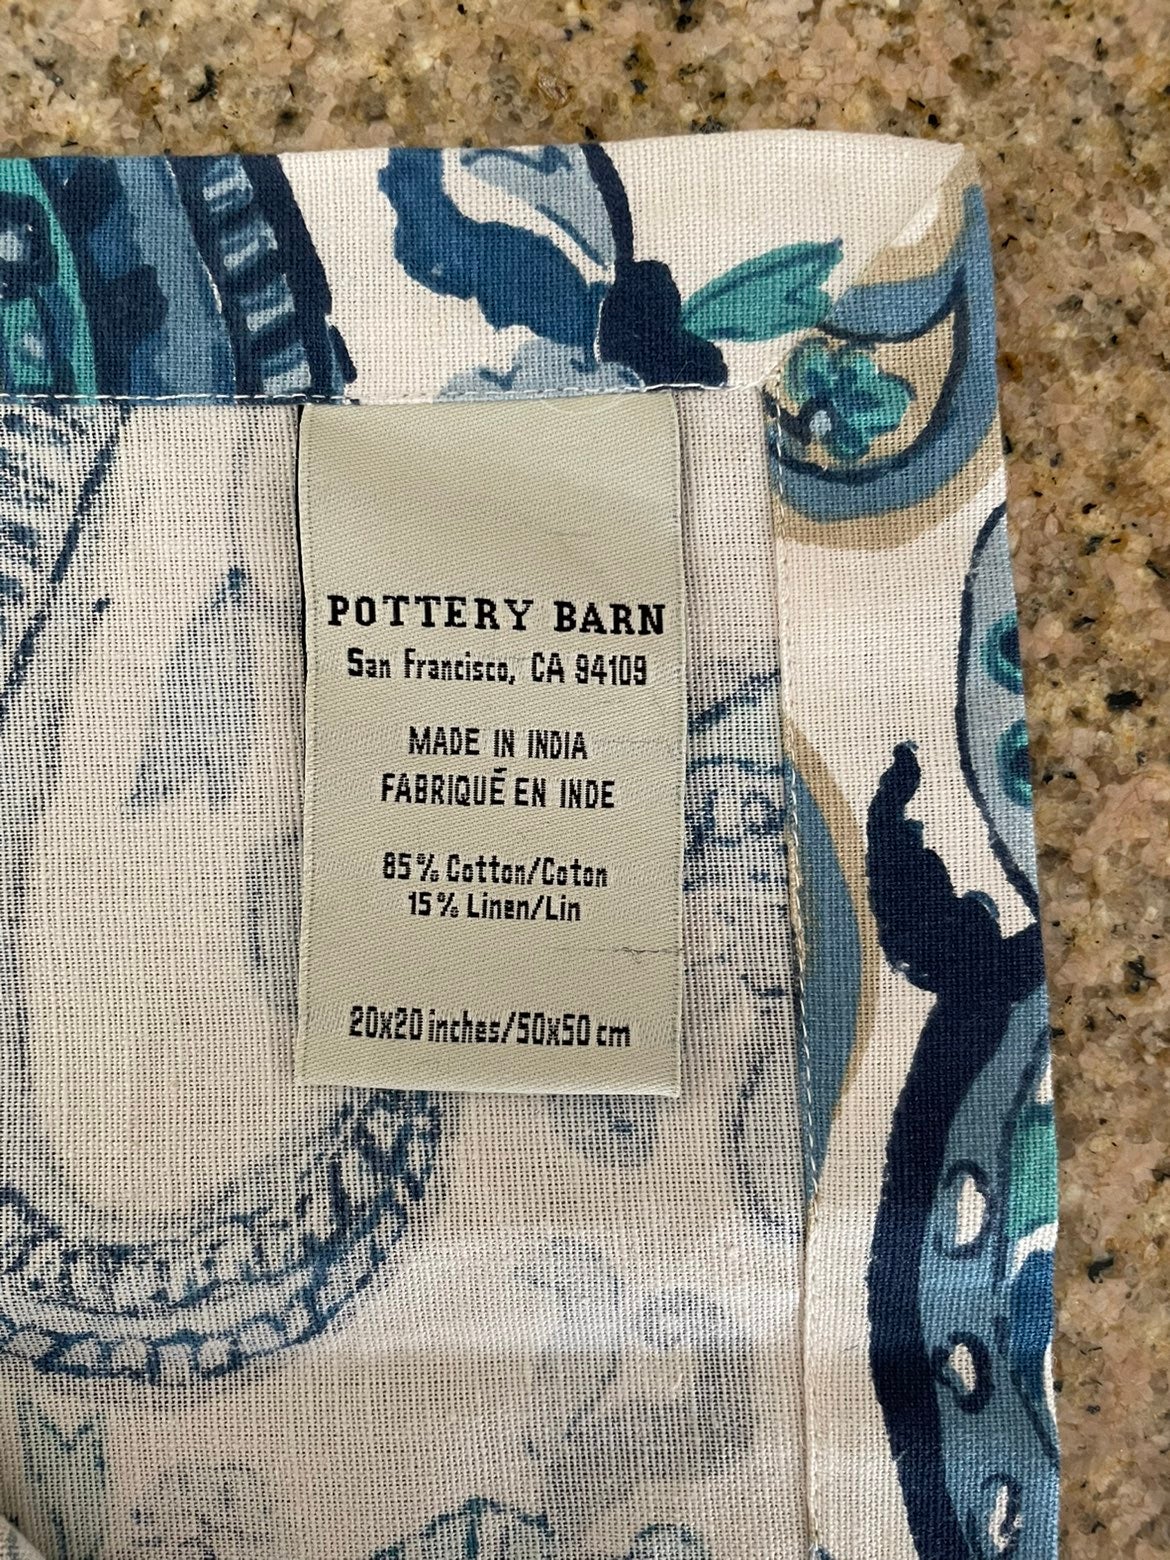 POTTERY BARN
San Francisco, CA 94109
MADE IN INDIA
FABRIQUÉ EN INDE
85% Cotton/Coton
15% Linen/Lin
20x20 inches/50x50 cm